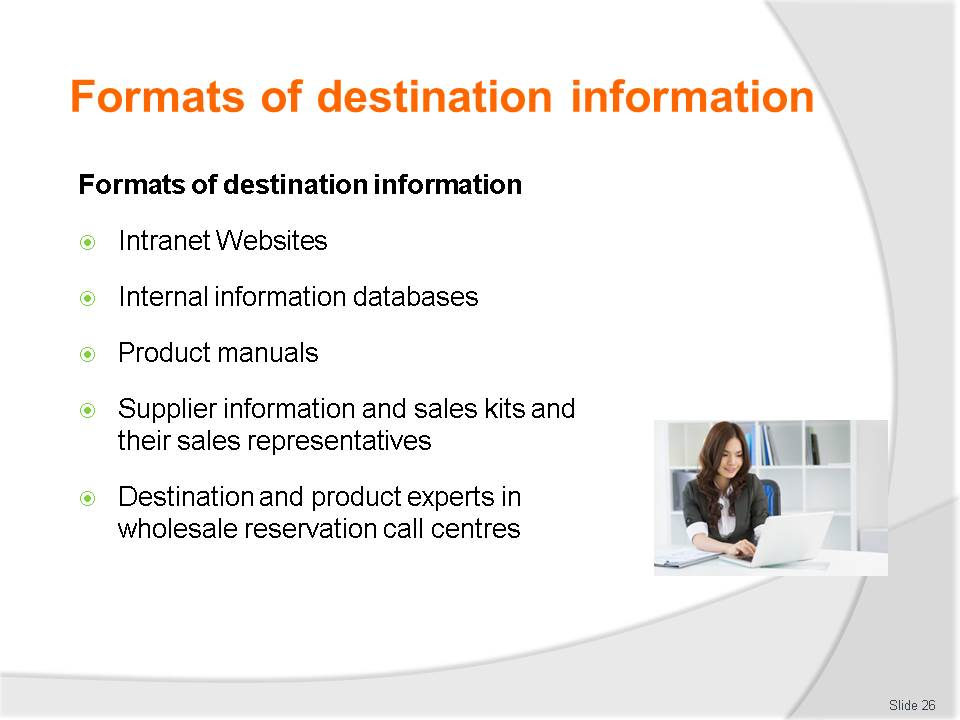 Formats of destination information
Formats of destination information
Intranet Websites
Internal information databases
Product manuals
Supplier information and sales kits and
their sales representatives
Destination and product experts in
wholesale reservation call centres
Slide 26